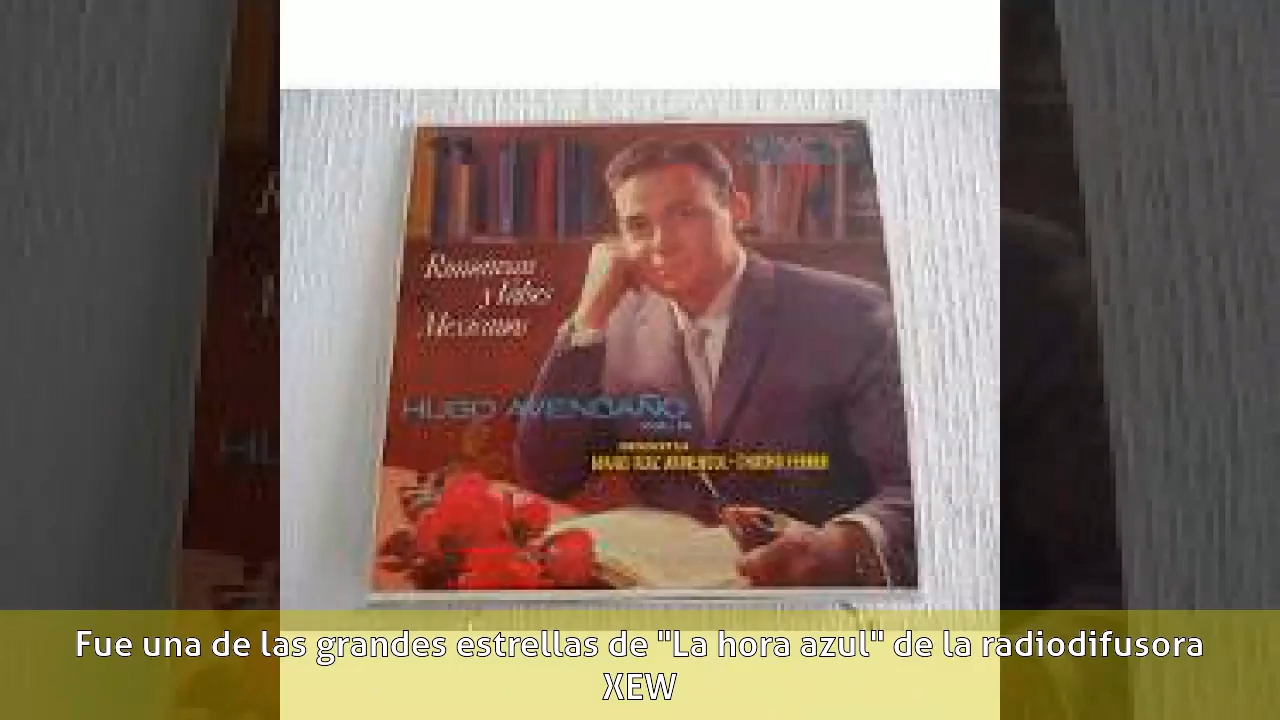 Romanzas
y Valses
Mexicanos
HUGO AVENDAÑO
Fue una de las grandes estrellas de "La hora azul" de la radiodifusora
XEW